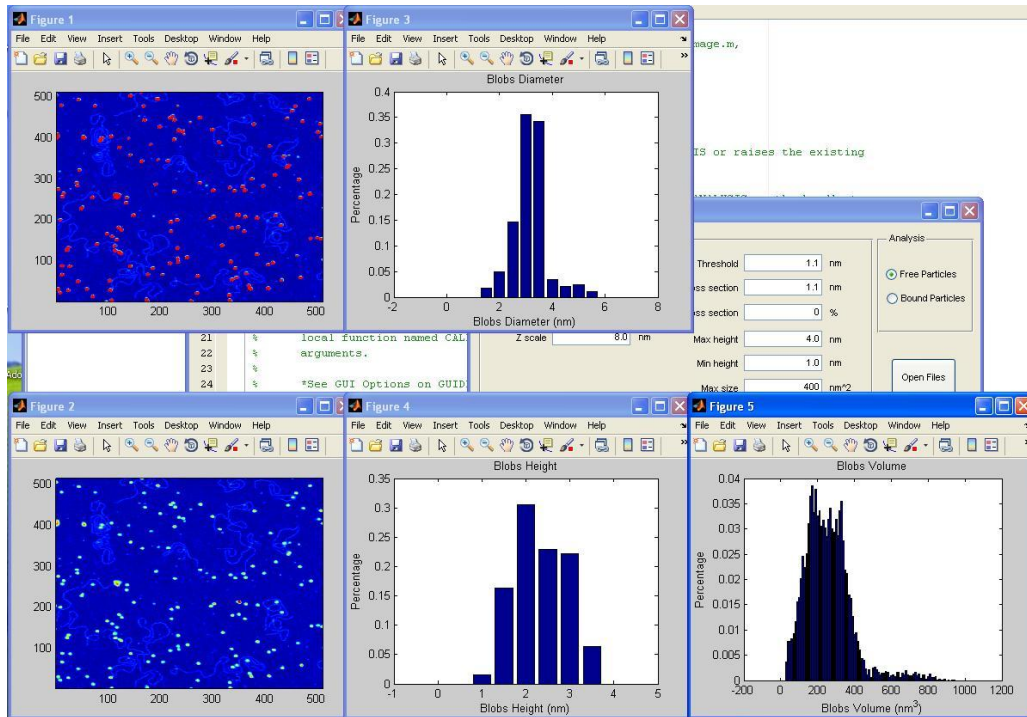 Figure 1
File Edit View Insert Tools Desktop Window Help
500
400
300
200
100
100 200 300 400 500
Figure 3
File Edit View Insert Tools Desktop Window Help
Blobs Diameter
0.4
0.35
0.3
0.25
0.2
0.15
0.1
0.05
0
Percentage
-2 0 2 4 6 8
Blobs Diameter (nm)
mage.m,
IS or raises the existing
Threshold 1.1 nm
oss section 1.1 nm
oss section 0 %
Max height 4.0 nm
Min height 1.0 nm
Max size 400 nm^2
Z scale 8.0 nm
Analysis
Free Particles
Bound Particles
Open Files
21 % local function named CAL
22 % arguments.
23 %
24 % *See GUI Options on GUID
Ado
Figure 2
File Edit View Insert Tools Desktop Window Help
500
400
300
200
100
100 200 300 400 500
Figure 4
File Edit View Insert Tools Desktop Window Help
Blobs Height
0.35
0.3
0.25
0.2
0.15
0.1
0.05
0
Percentage
-1 0 1 2 3 4 5
Blobs Height (nm)
Figure 5
File Edit View Insert Tools Desktop Window Help
Blobs Volume
0.04
0.035
0.03
0.025
0.02
0.015
0.01
0.005
0
Percentage
-200 0 200 400 600 800 1000 1200
Blobs Volume (nm³)